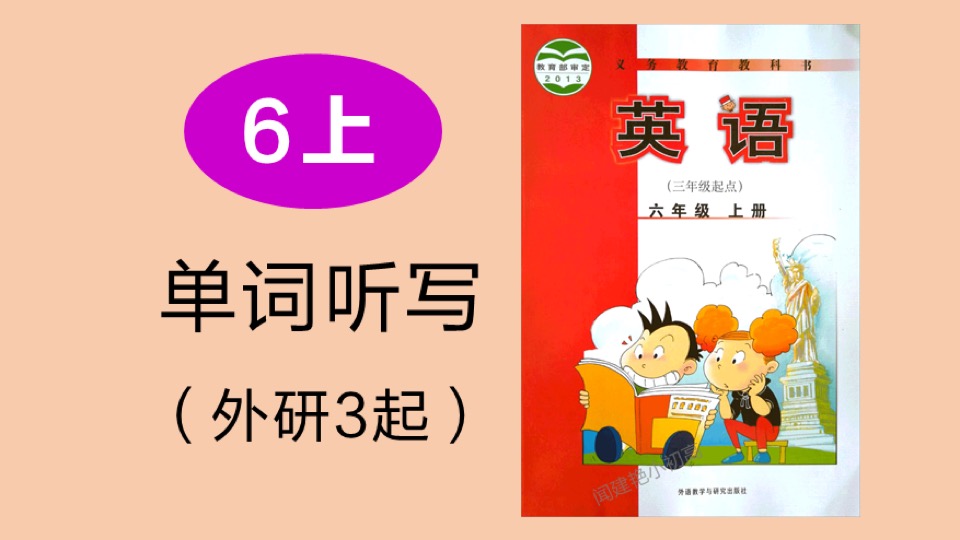 6上
单词听写
（外研3起）
教育部审定
2013
义务教育教科书
英语
（三年级起点）
六年级 上册
闻建艳小初高
外语教学与研究出版社